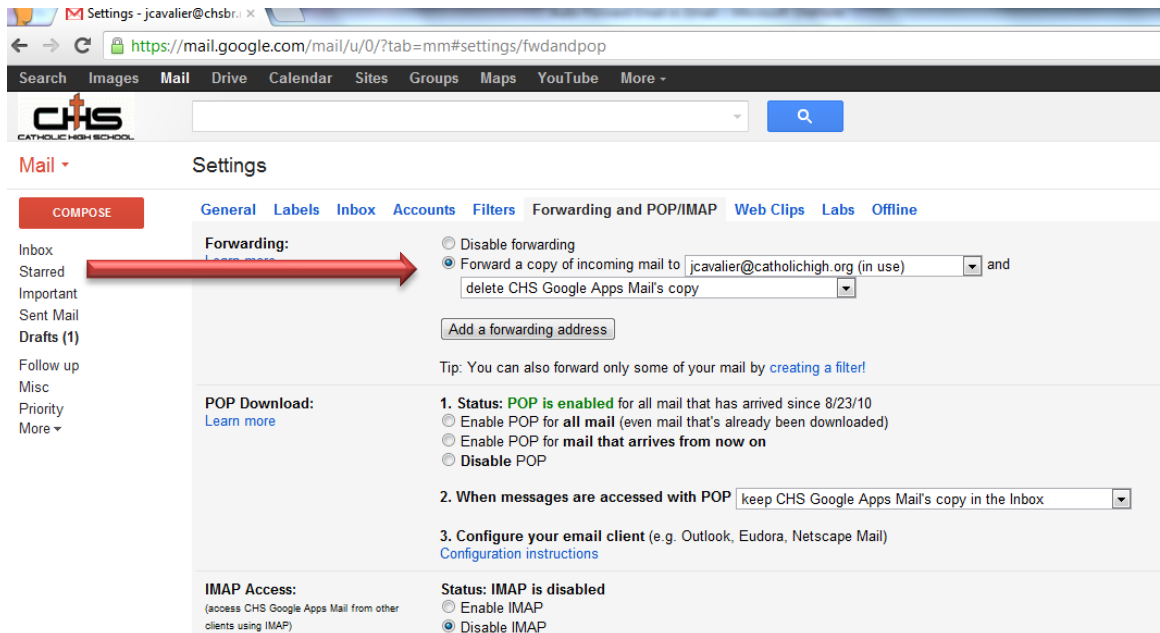 Settings - jcavalier@chsbr.
https://mail.google.com/mail/u/0/?tab=mm#settings/fwdandpop
Search Images Mail Drive Calendar Sites Groups Maps YouTube More
CHS
CATHOLIC HIGH SCHOOL
Mail
Settings
COMPOSE
General Labels Inbox Accounts Filters Forwarding and POP/IMAP Web Clips Labs Offline
Inbox
Starred
Important
Sent Mail
Drafts (1)
Follow up
Misc
Priority
More
Forwarding:
Learn more
Disable forwarding
Forward a copy of incoming mail to jcavalier@catholichigh.org (in use) and
delete CHS Google Apps Mail's copy
Add a forwarding address
Tip: You can also forward only some of your mail by creating a filter!
POP Download:
Learn more
1. Status: POP is enabled for all mail that has arrived since 8/23/10
Enable POP for all mail (even mail that's already been downloaded)
Enable POP for mail that arrives from now on
Disable POP
2. When messages are accessed with POP keep CHS Google Apps Mail's copy in the Inbox
3. Configure your email client (e.g. Outlook, Eudora, Netscape Mail)
Configuration instructions
IMAP Access:
(access CHS Google Apps Mail from other
clients using IMAP)
Status: IMAP is disabled
Enable IMAP
Disable IMAP